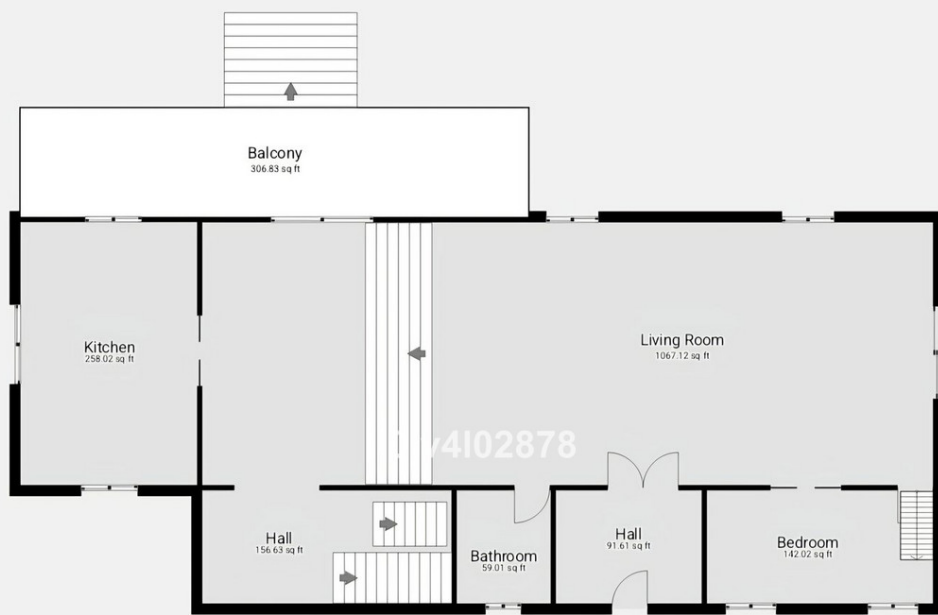 Balcony
306.83 sq ft
Kitchen
258.02 sq ft
Living Room
1067.12 sq ft
Hall
156.63 sq ft
Bathroom
59.01 sq ft
Hall
91.61 sq ft
Bedroom
142.02 sq ft